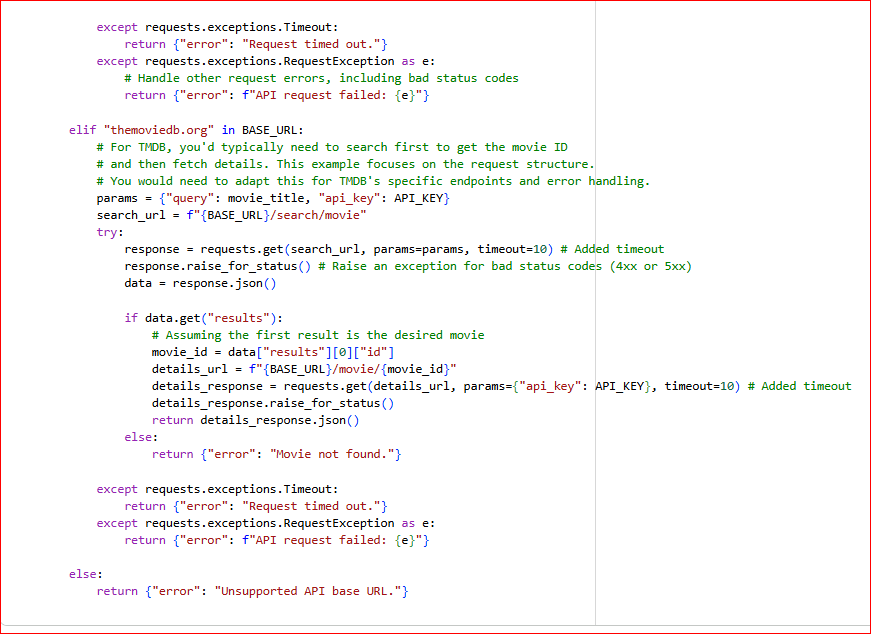 except requests.exceptions.Timeout:
return {"error": "Request timed out."}
except requests.exceptions.RequestException as e:
# Handle other request errors, including bad status codes
return {"error": f"API request failed: {e}"}
elif "themoviedb.org" in BASE_URL:
# For TMDB, you'd typically need to search first to get the movie ID
# and then fetch details. This example focuses on the request structure.
# You would need to adapt this for TMDB's specific endpoints and error handling.
params = {"query": movie_title, "api_key": API_KEY}
search_url = f"{BASE_URL}/search/movie"
try:
response = requests.get(search_url, params=params, timeout=10) # Added timeout
response.raise_for_status() # Raise an exception for bad status codes (4xx or 5xx)
data = response.json()
if data.get("results"):
# Assuming the first result is the desired movie
movie_id = data["results"][0]["id"]
details_url = f"{BASE_URL}/movie/{movie_id}"
details_response = requests.get(details_url, params={"api_key": API_KEY}, timeout=10) # Added timeout
details_response.raise_for_status()
return details_response.json()
else:
return {"error": "Movie not found."}
except requests.exceptions.Timeout:
return {"error": "Request timed out."}
except requests.exceptions.RequestException as e:
return {"error": f"API request failed: {e}"}
else:
return {"error": "Unsupported API base URL."}